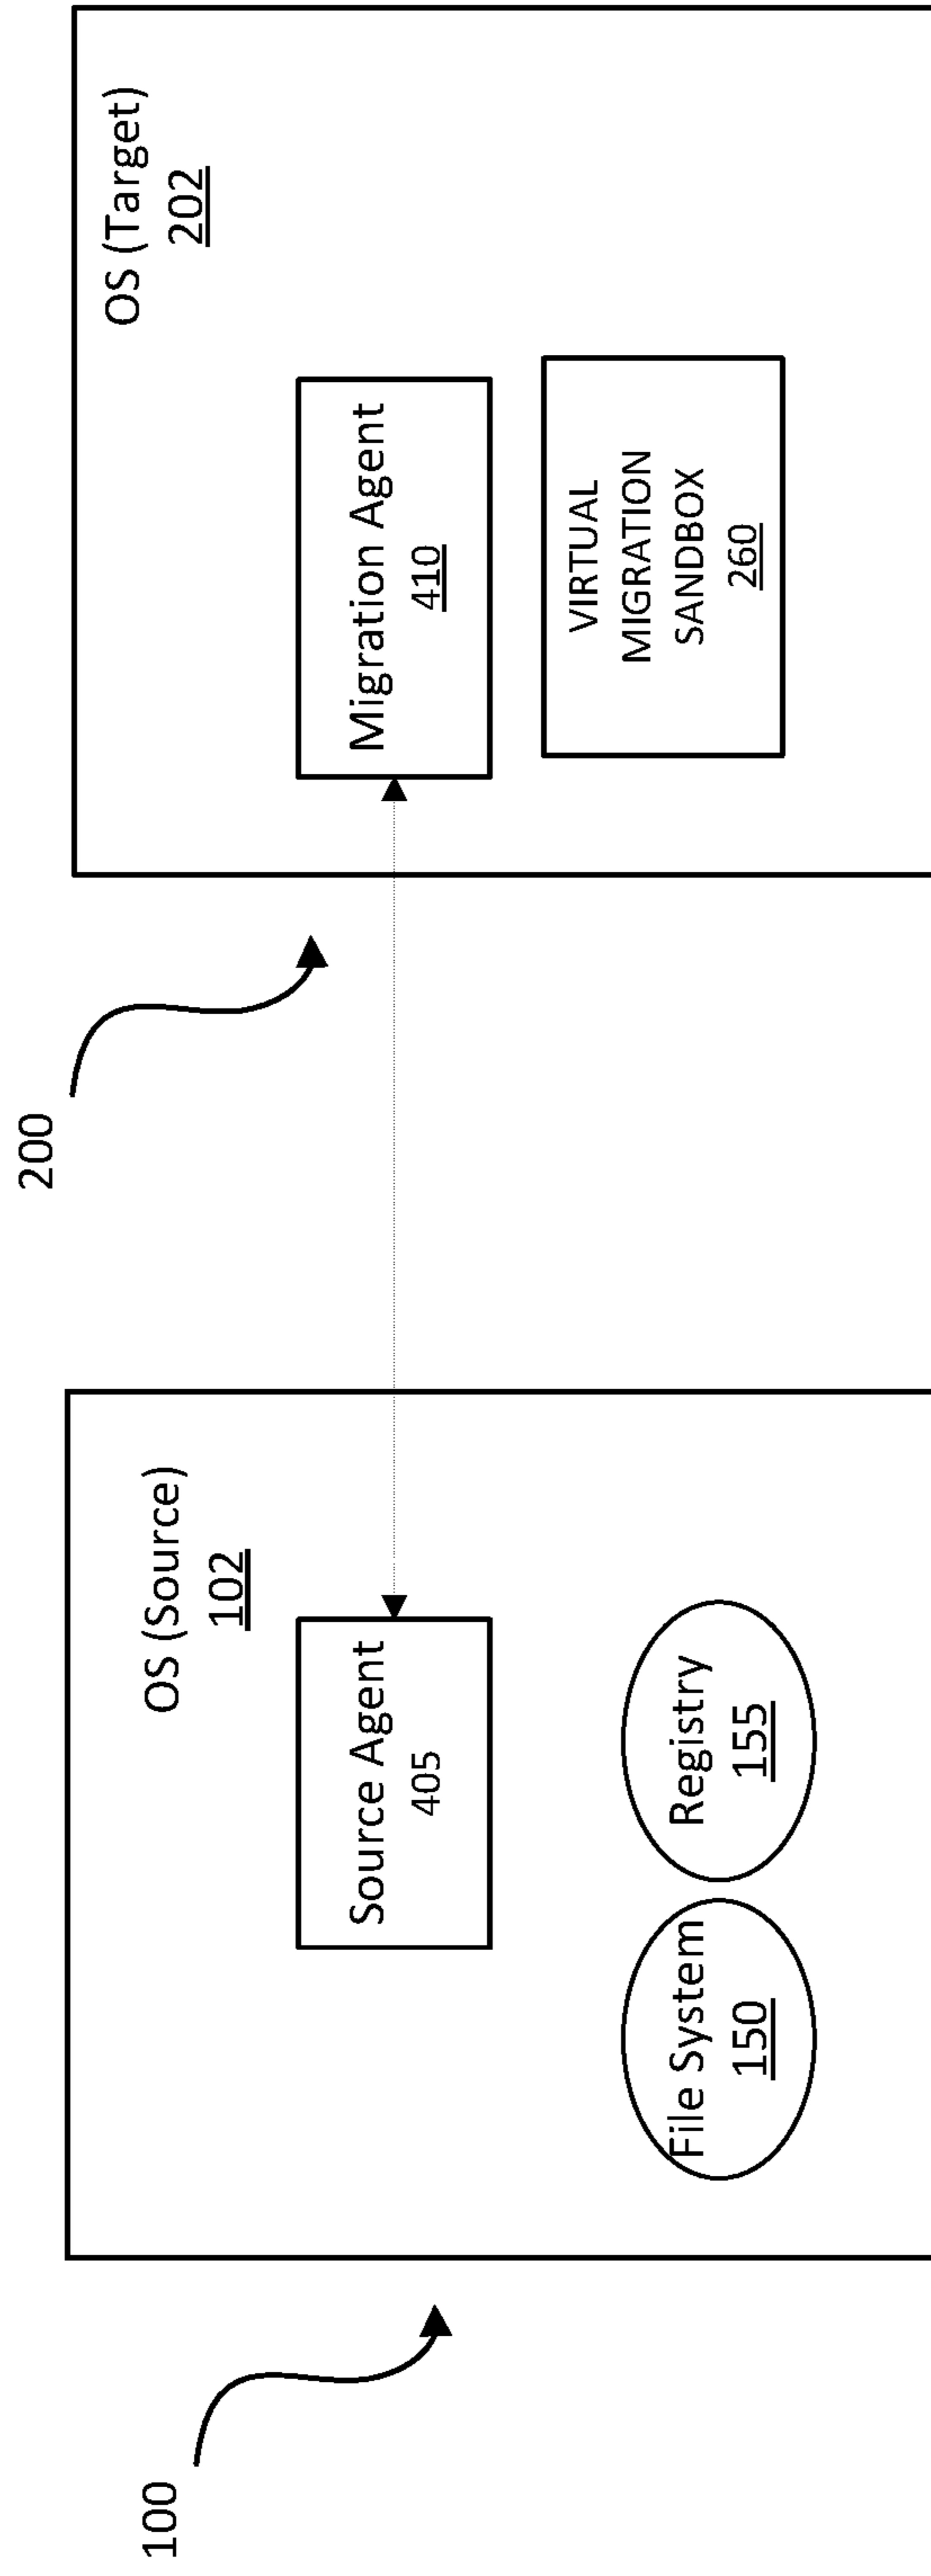 100
OS (Source)
102
Source Agent
405
File System
150
Registry
155
200
OS (Target)
202
Migration Agent
410
VIRTUAL
MIGRATION
SANDBOX
260